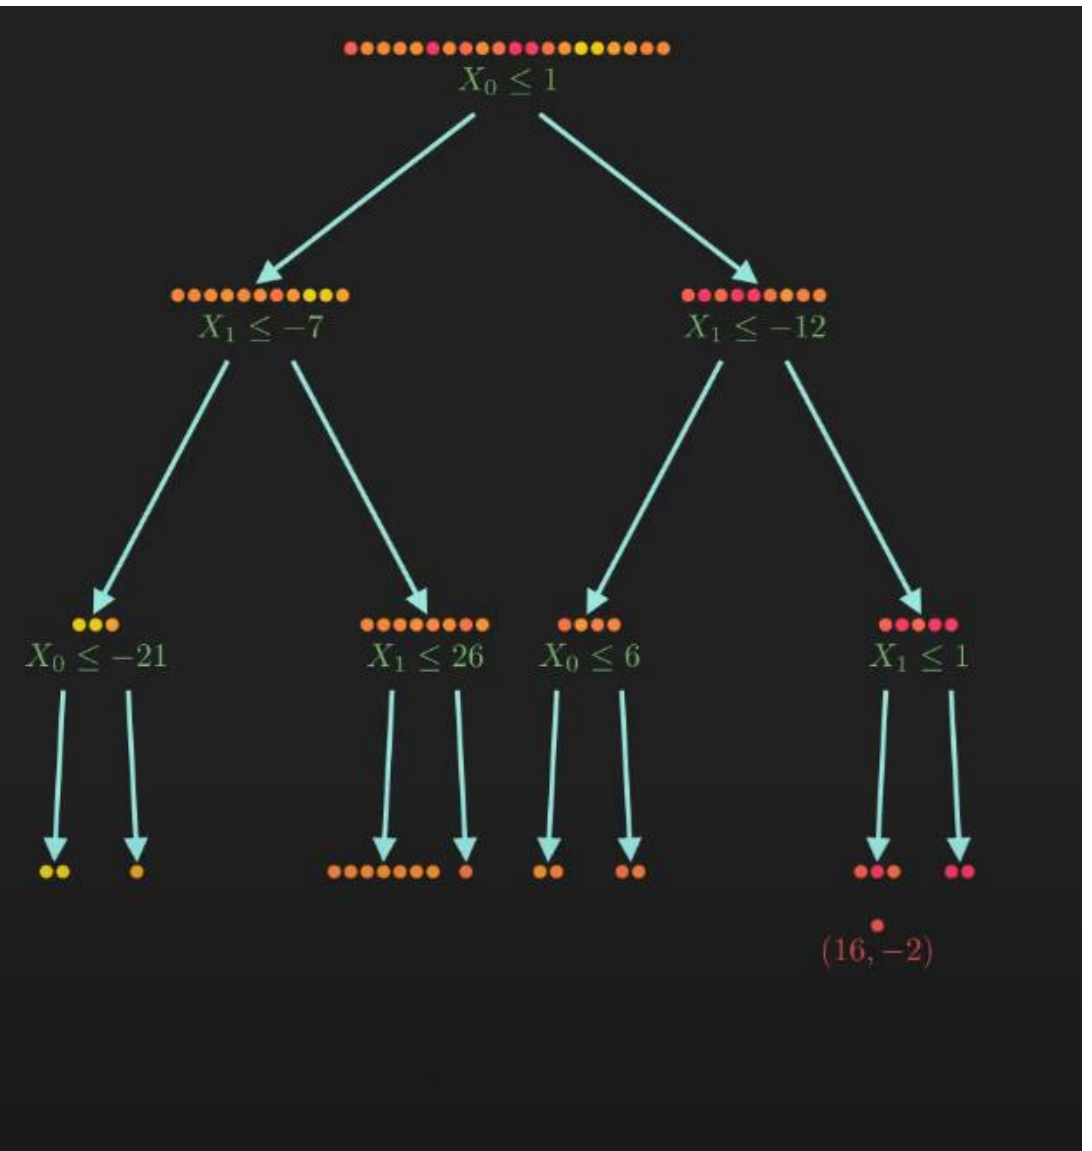 X₀ ≤ 1
X₁ ≤ −7
X₁ ≤ −12
X₀ ≤ −21
X₁ ≤ 26
X₀ ≤ 6
X₁ ≤ 1
(16, −2)